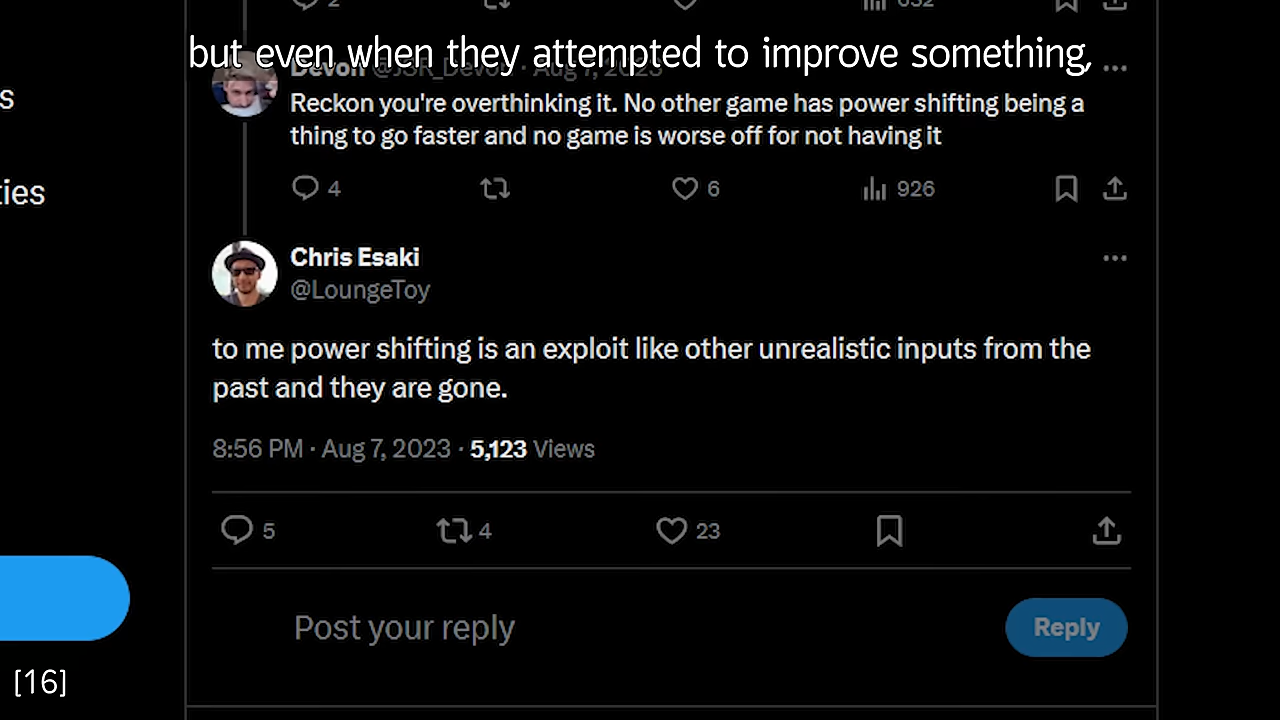 2 632
but even when they attempted to improve something,
Devon @JSR_Devon · Aug 7, 2023
s
Reckon you're overthinking it. No other game has power shifting being a
thing to go faster and no game is worse off for not having it
ties
4 6 926
Chris Esaki
@LoungeToy
to me power shifting is an exploit like other unrealistic inputs from the
past and they are gone.
8:56 PM · Aug 7, 2023 · 5,123 Views
5 4 23
Post your reply
Reply
[16]